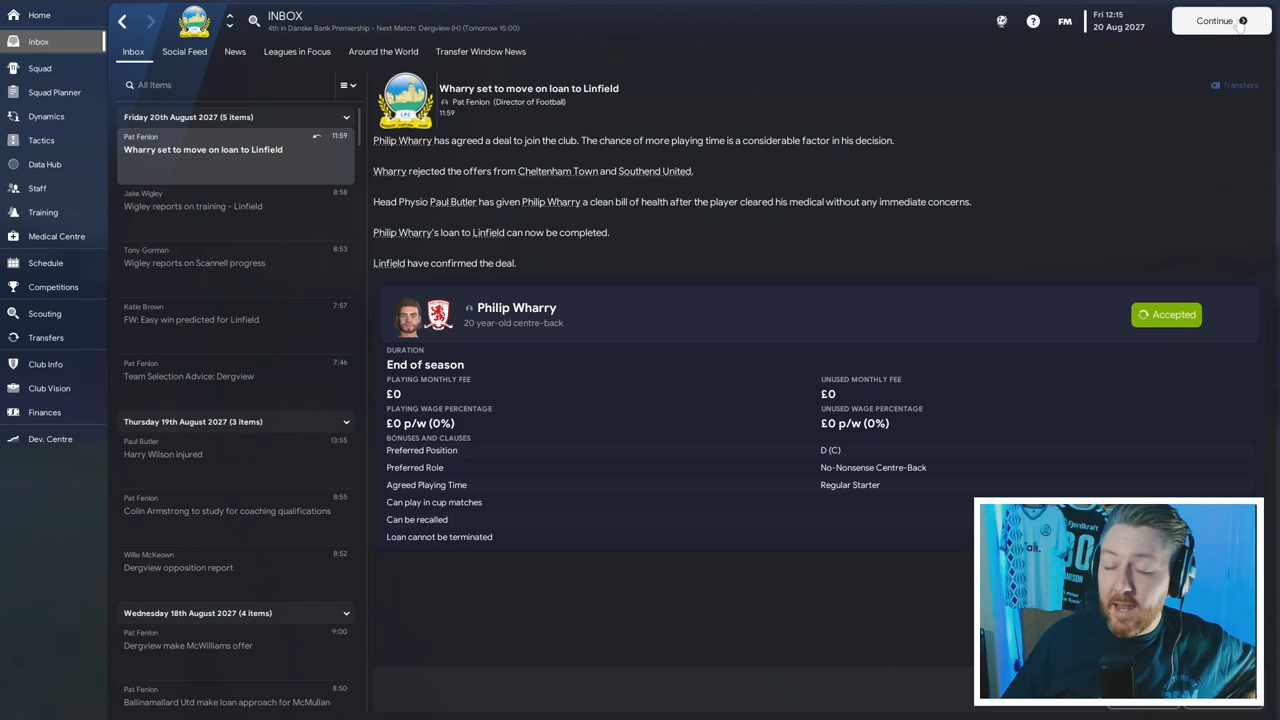 Home
Inbox
Squad
Squad Planner
Dynamics
Tactics
Data Hub
Staff
Training
Medical Centre
Schedule
Competitions
Scouting
Transfers
Club Info
Club Vision
Finances
Dev. Centre
INBOX
4th in Danske Bank Premiership - Next Match: Dergview (H) (Tomorrow 15:00)
FM
Fri 12:15
20 Aug 2027
Continue
Inbox
Social Feed
News
Leagues in Focus
Around the World
Transfer Window News
All Items
Friday 20th August 2027 (5 items)
Pat Fenlon
11:59
Wharry set to move on loan to Linfield
Jake Wigley
8:58
Wigley reports on training - Linfield
Tony Gorman
8:53
Wigley reports on Scannell progress
Katie Brown
7:57
FW: Easy win predicted for Linfield
Pat Fenlon
7:46
Team Selection Advice: Dergview
Thursday 19th August 2027 (3 items)
Paul Butler
13:55
Harry Wilson injured
Pat Fenlon
8:55
Colin Armstrong to study for coaching qualifications
Willie McKeown
8:52
Dergview opposition report
Wednesday 18th August 2027 (4 items)
Pat Fenlon
9:00
Dergview make McWilliams offer
Pat Fenlon
8:50
Ballinamallard Utd make loan approach for McMullan
Wharry set to move on loan to Linfield
Pat Fenlon (Director of Football)
11:59
Transfers
Philip Wharry has agreed a deal to join the club. The chance of more playing time is a considerable factor in his decision.
Wharry rejected the offers from Cheltenham Town and Southend United.
Head Physio Paul Butler has given Philip Wharry a clean bill of health after the player cleared his medical without any immediate concerns.
Philip Wharry's loan to Linfield can now be completed.
Linfield have confirmed the deal.
Philip Wharry
20 year-old centre-back
Accepted
DURATION
End of season
PLAYING MONTHLY FEE
UNUSED MONTHLY FEE
£0
£0
PLAYING WAGE PERCENTAGE
UNUSED WAGE PERCENTAGE
£0 p/w (0%)
£0 p/w (0%)
BONUSES AND CLAUSES
Preferred Position
D (C)
Preferred Role
No-Nonsense Centre-Back
Agreed Playing Time
Regular Starter
Can play in cup matches
Can be recalled
Loan cannot be terminated
Fjordkraft